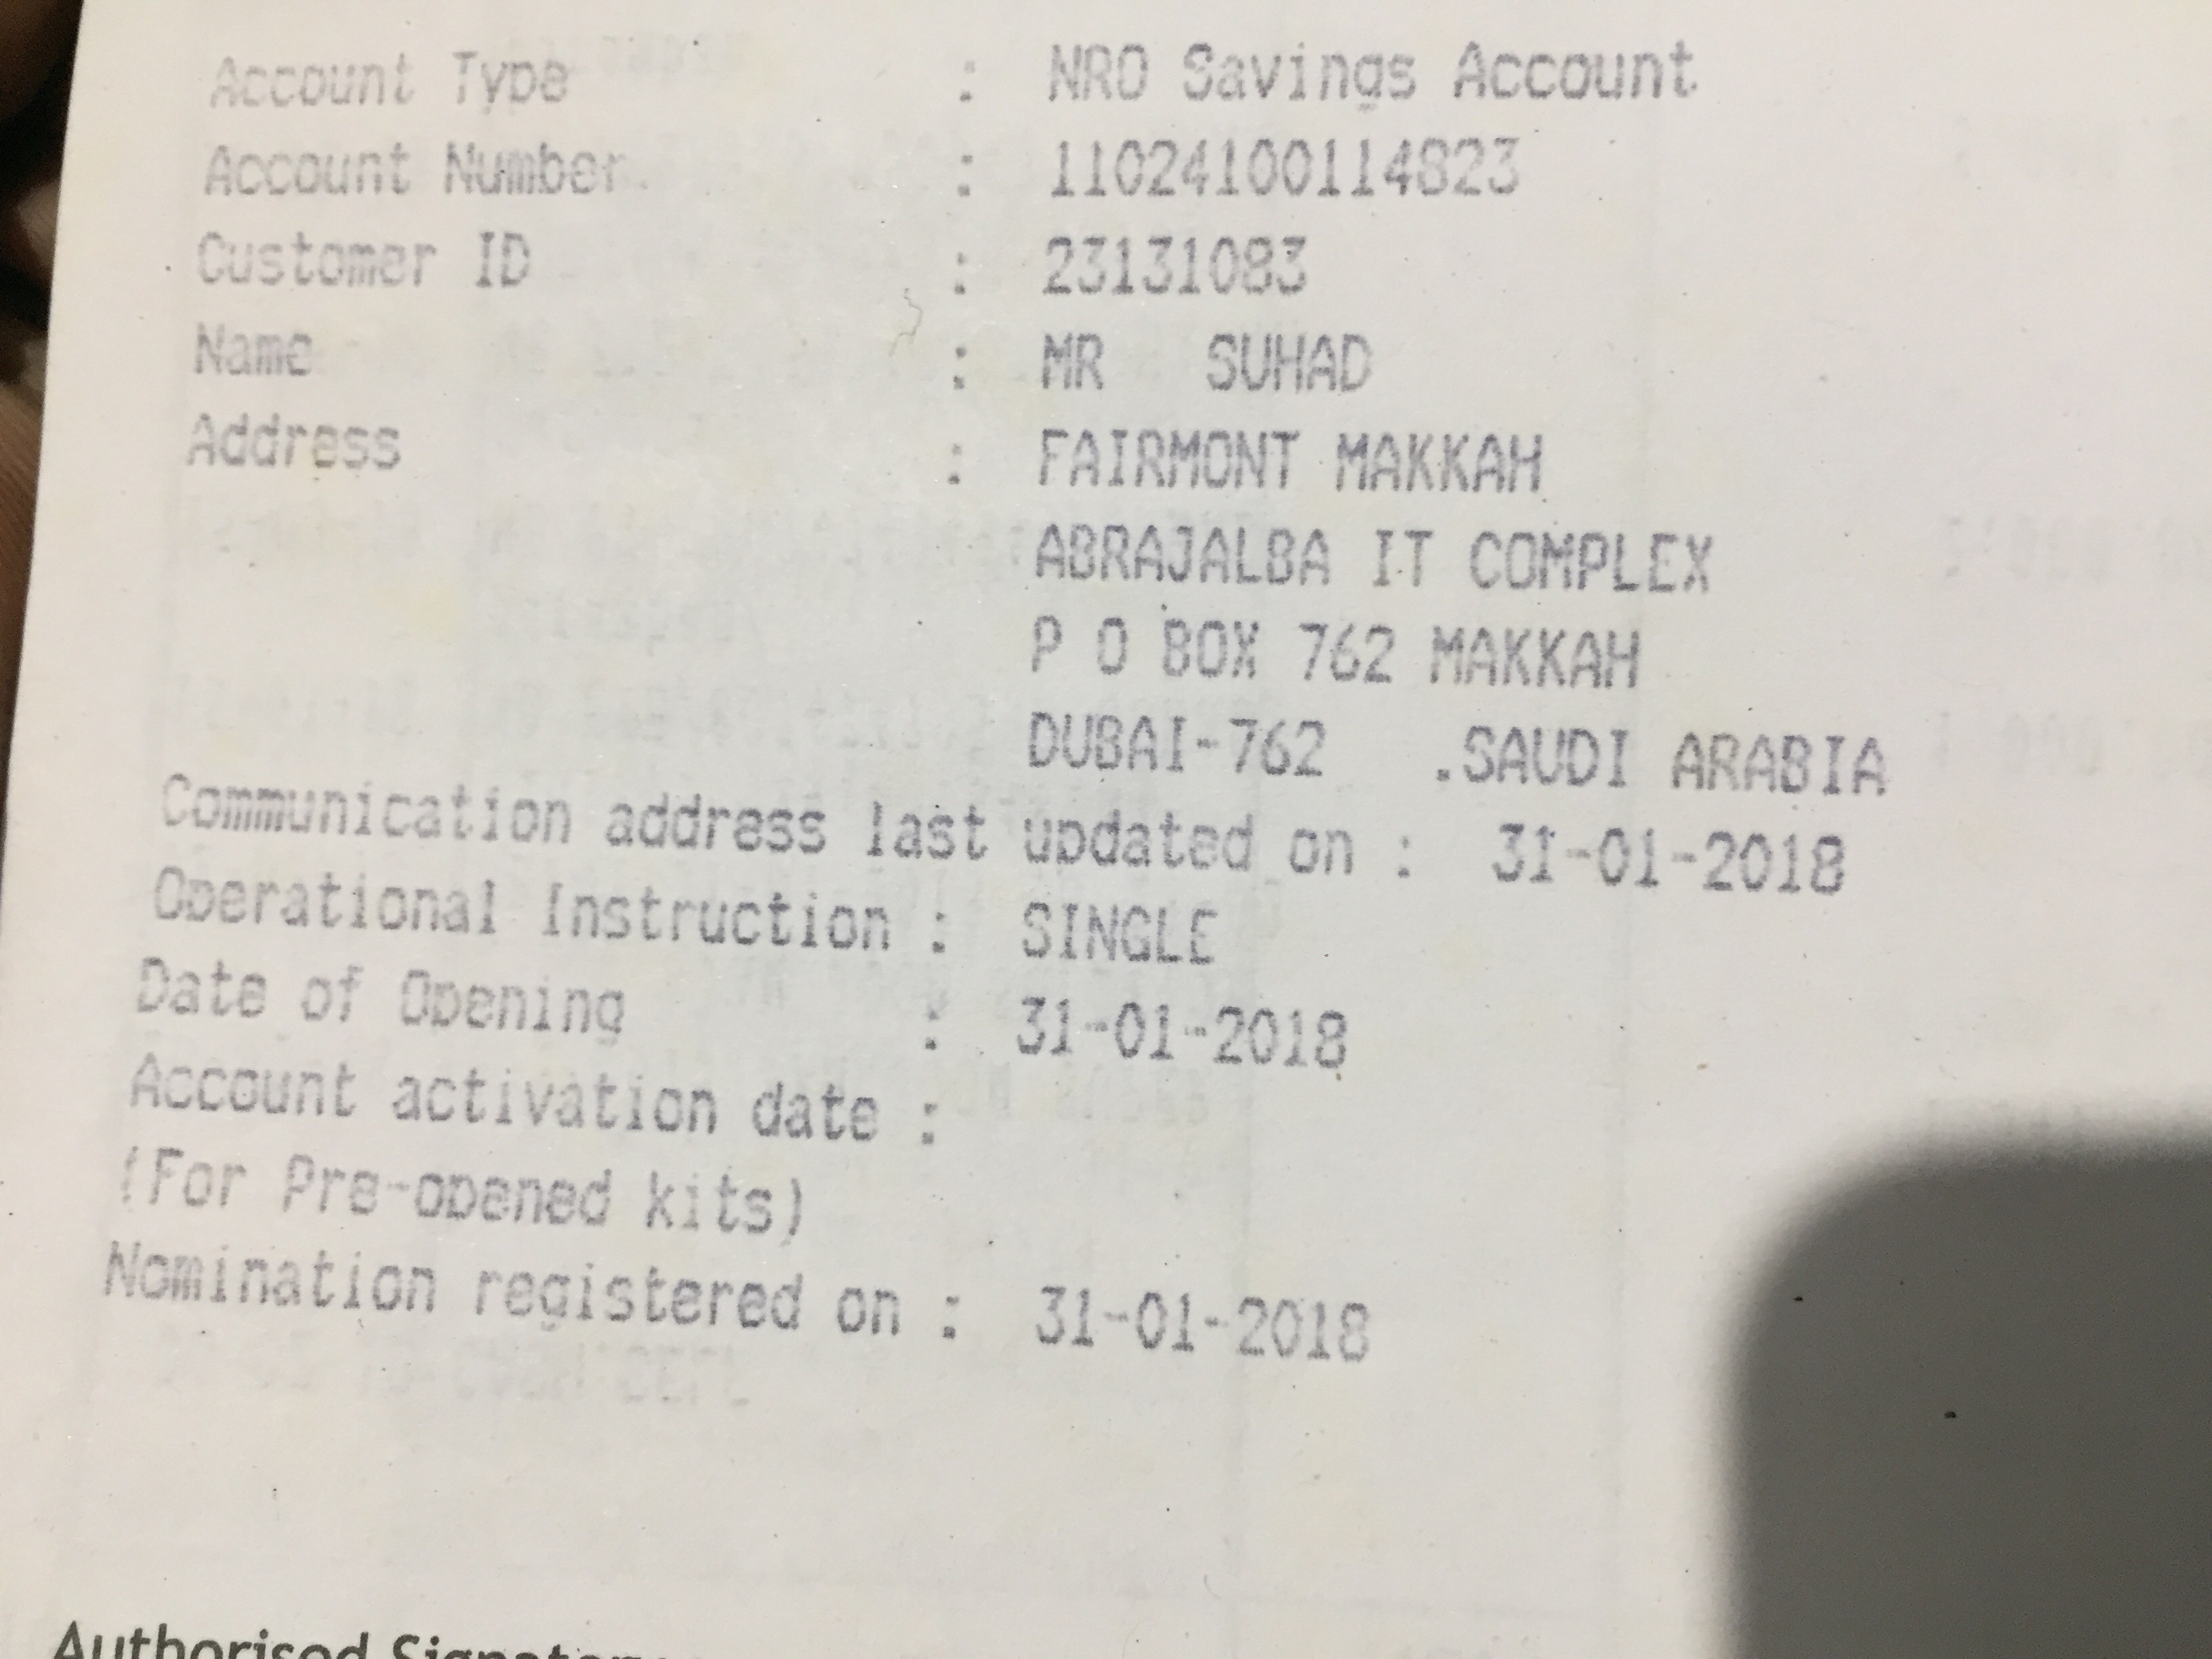 Account Type : NRO Savings Account
Account Number : 11024100114823
Customer ID : 23131083
Name : MR SUHAD
Address : FAIRMONT MAKKAH
ABRAJALBA IT COMPLEX
P O BOX 762 MAKKAH
DUBAI-762 .SAUDI ARABIA
Communication address last updated on : 31-01-2018
Operational Instruction : SINGLE
Date of Opening : 31-01-2018
Account activation date :
(For Pre-opened kits)
Nomination registered on : 31-01-2018
Authorised